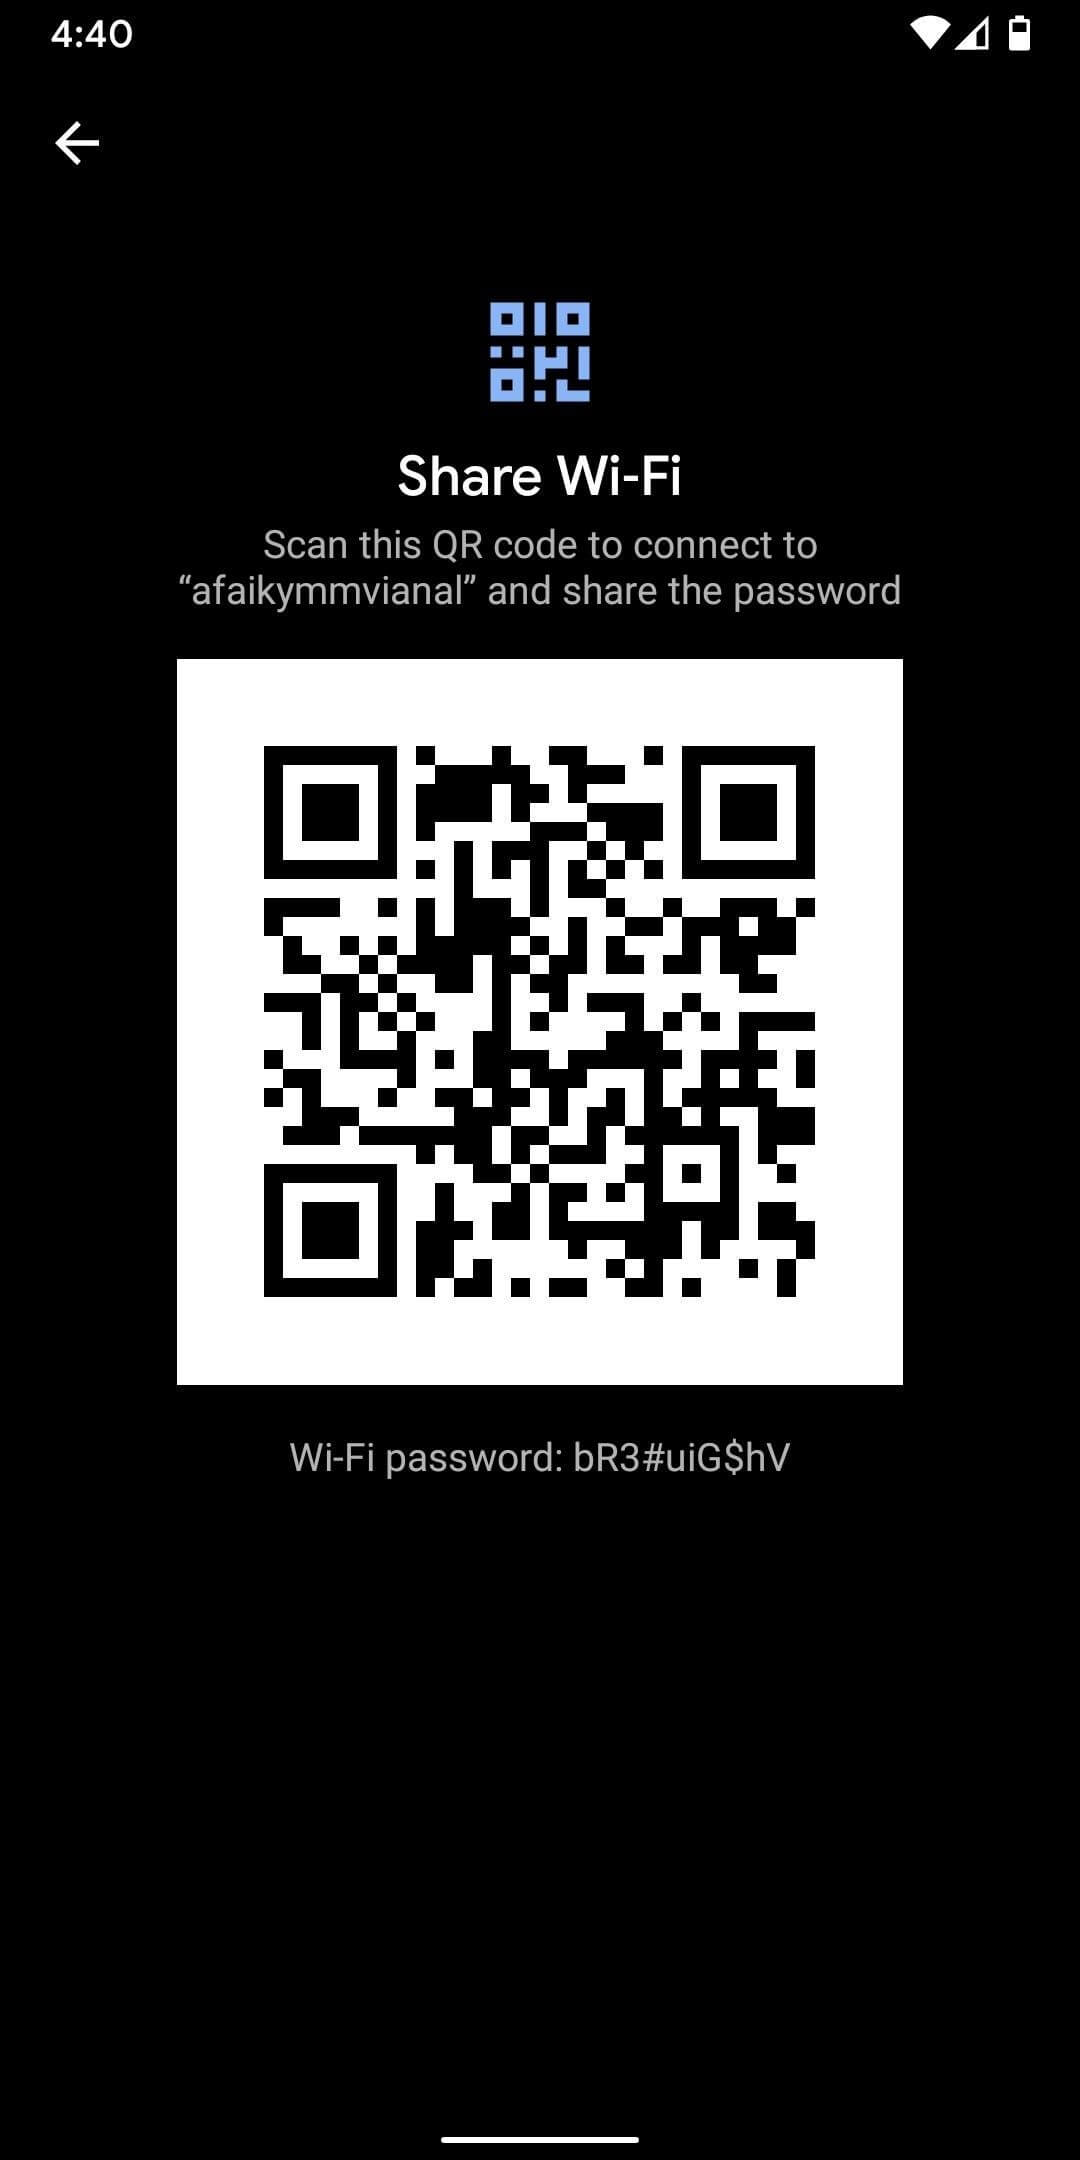 4:40
Share Wi-Fi
Scan this QR code to connect to
“afaikymmvianal” and share the password
Wi-Fi password: bR3#uiG$hV